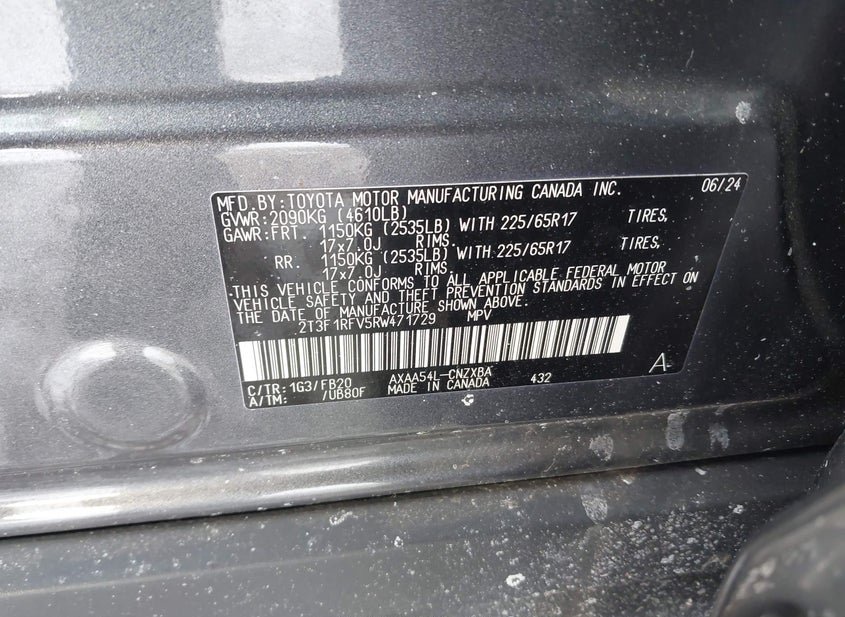 MFD.BY:TOYOTA MOTOR MANUFACTURING CANADA INC. 06/24
GVWR:2090KG (4610LB)
GAWR:FRT. 1150KG (2535LB) WITH 225/65R17 TIRES,
17x7.0J RIMS.
RR. 1150KG (2535LB) WITH 225/65R17 TIRES,
17x7.0J RIMS.
THIS VEHICLE CONFORMS TO ALL APPLICABLE FEDERAL MOTOR
VEHICLE SAFETY AND THEFT PREVENTION STANDARDS IN EFFECT ON
THE DATE OF MANUFACTURE SHOWN ABOVE.
2T3F1RFV5RW471729 MPV
C/TR: 1G3/FB20 AXAA54L-CNZXBA 432 A
A/TM: /UB80F MADE IN CANADA